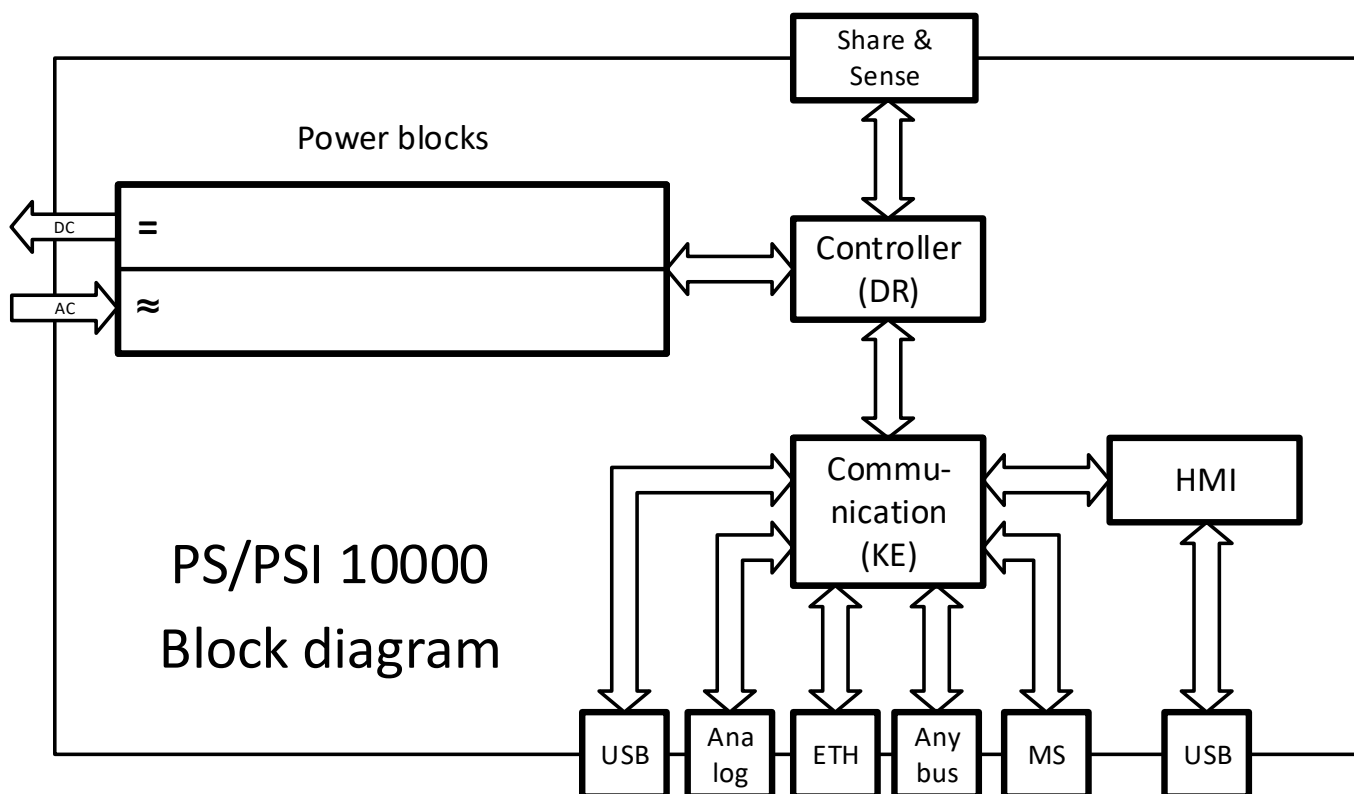 Share &
Sense
Power blocks
DC
=
Controller
(DR)
AC
≈
Commu-
nication
(KE)
HMI
PS/PSI 10000
Block diagram
USB
Ana
log
ETH
Any
bus
MS
USB